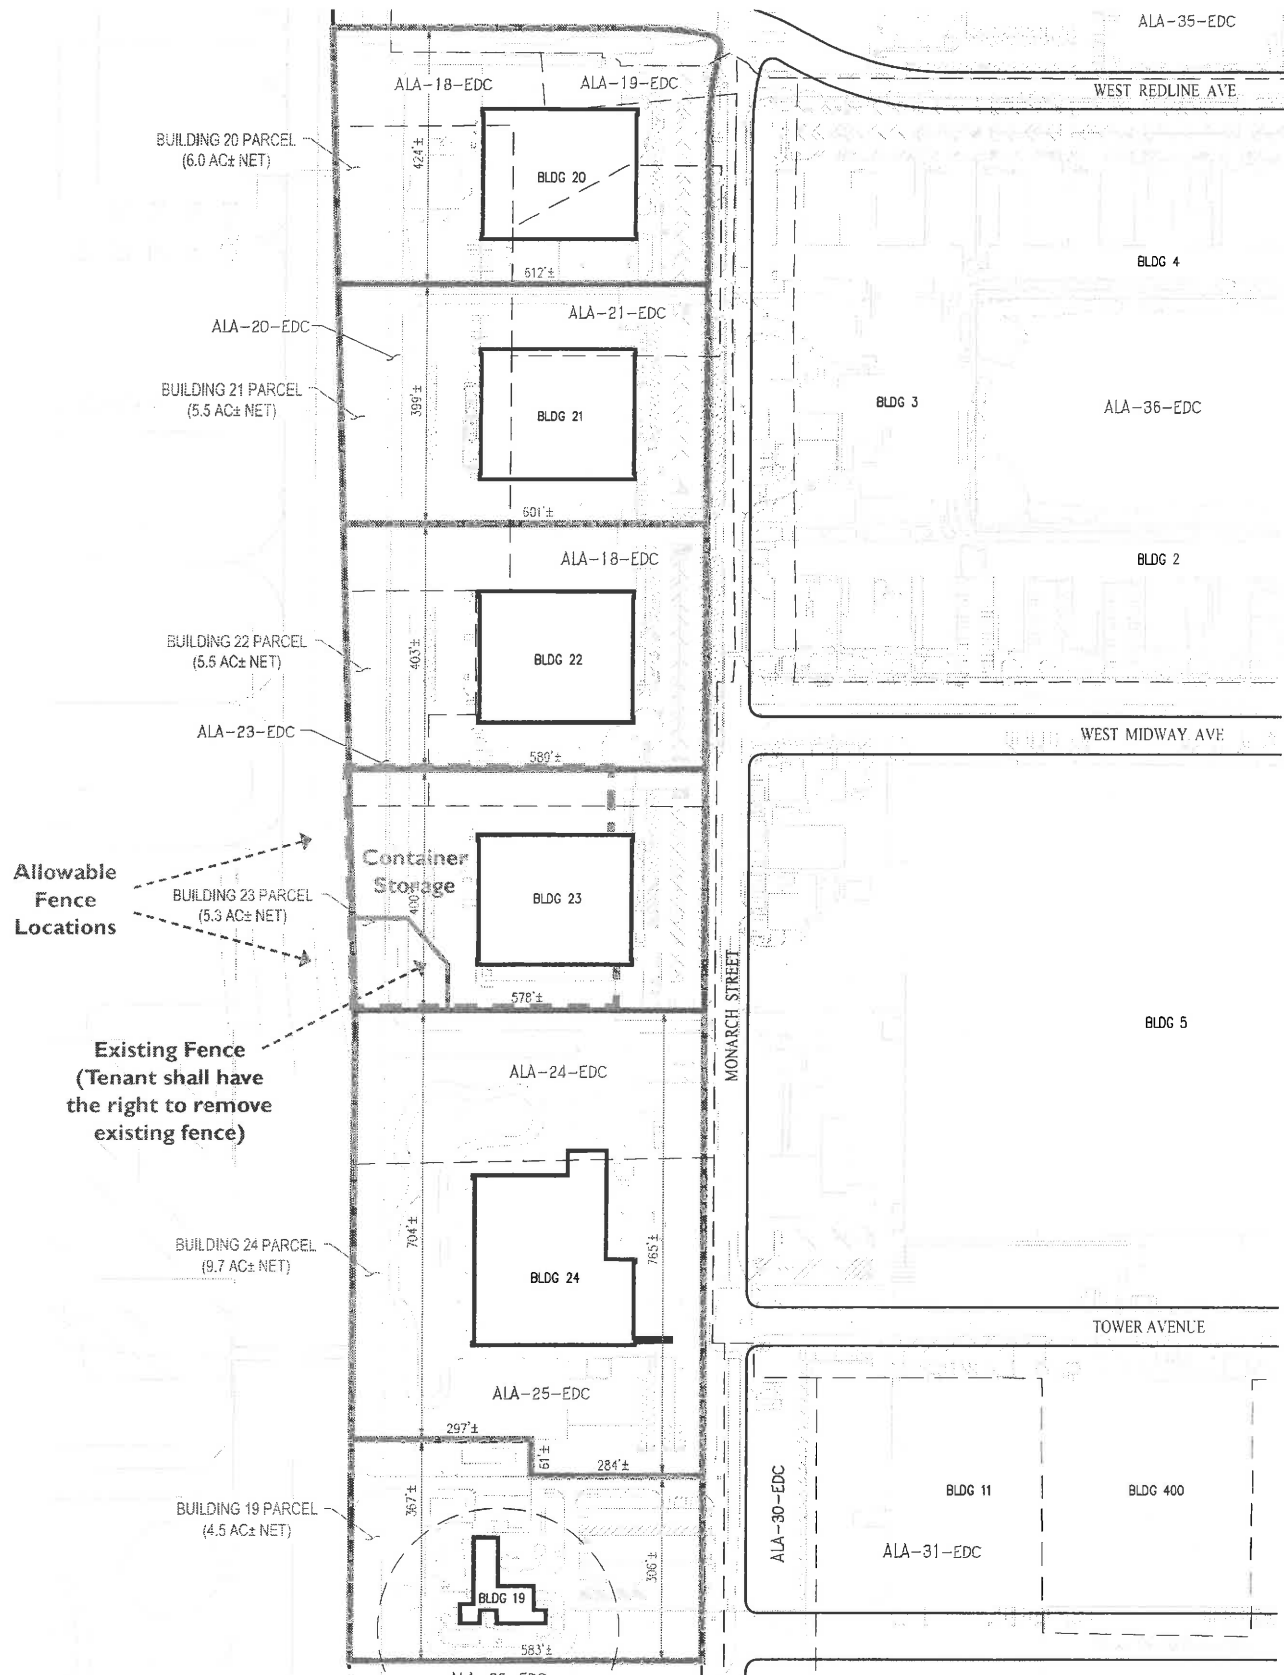 ALA-35-EDC
WEST REDLINE AVE
ALA-18-EDC
ALA-19-EDC
BUILDING 20 PARCEL
(6.0 AC± NET)
424'±
BLDG 20
612'±
BLDG 4
ALA-20-EDC
ALA-21-EDC
BUILDING 21 PARCEL
(5.5 AC± NET)
399'±
BLDG 21
BLDG 3
ALA-36-EDC
601'±
ALA-18-EDC
BLDG 2
BUILDING 22 PARCEL
(5.5 AC± NET)
403'±
BLDG 22
ALA-23-EDC
589'±
WEST MIDWAY AVE
Allowable
Fence
Locations
Container
Storage
BUILDING 23 PARCEL
(5.3 AC± NET)
400'±
BLDG 23
578'±
MONARCH STREET
BLDG 5
Existing Fence
(Tenant shall have
the right to remove
existing fence)
ALA-24-EDC
BUILDING 24 PARCEL
(9.7 AC± NET)
704'±
765'±
BLDG 24
TOWER AVENUE
ALA-25-EDC
297'±
61'±
284'±
BUILDING 19 PARCEL
(4.5 AC± NET)
367'±
306'±
BLDG 19
583'±
ALA-30-EDC
BLDG 11
BLDG 400
ALA-31-EDC